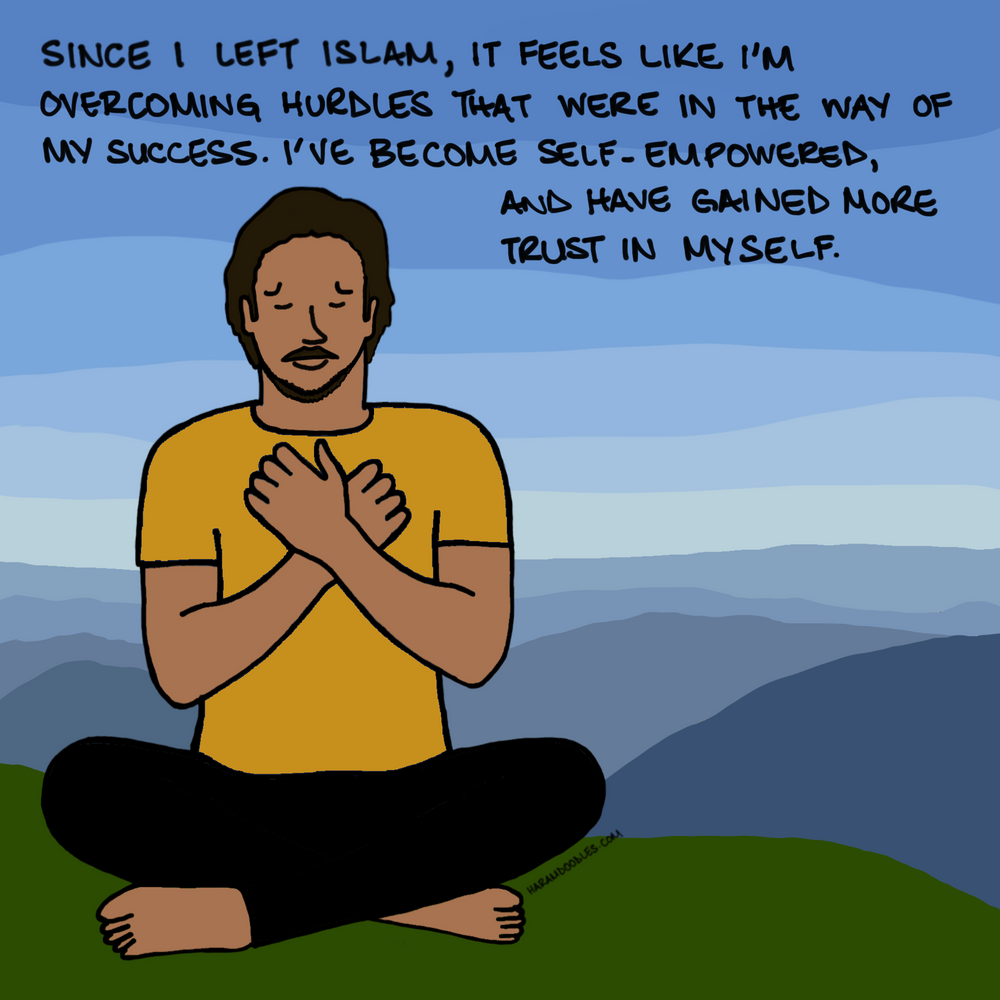 SINCE I LEFT ISLAM, IT FEELS LIKE I'M
OVERCOMING HURDLES THAT WERE IN THE WAY OF
MY SUCCESS. I'VE BECOME SELF-EMPOWERED,
AND HAVE GAINED MORE
TRUST IN MYSELF.
HARAMDOODLES.COM